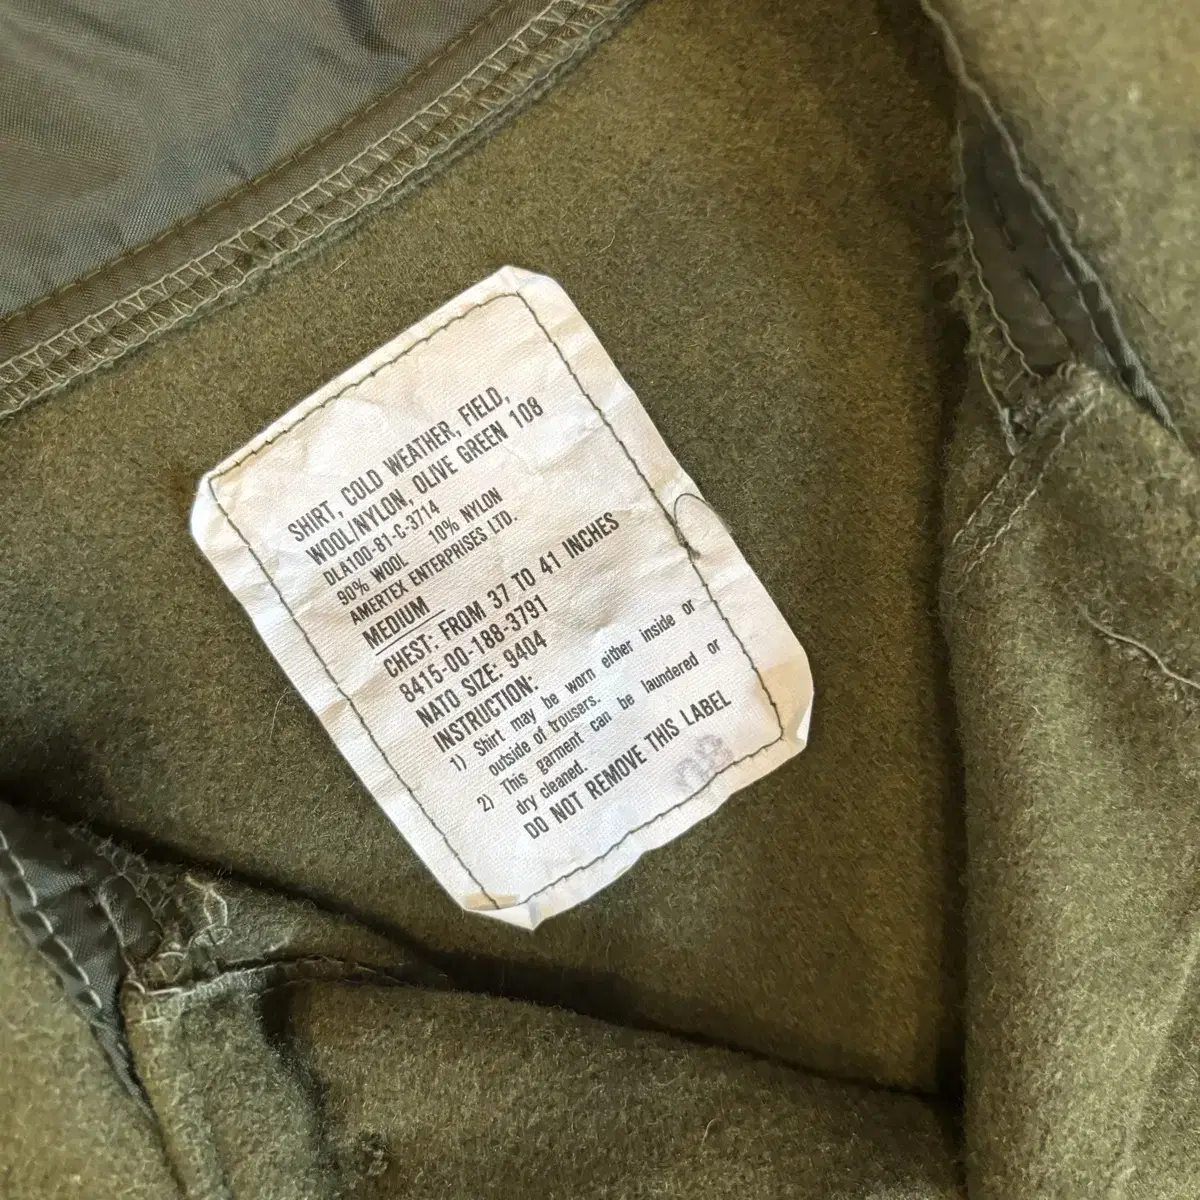 SHIRT, COLD WEATHER, FIELD,
WOOL/NYLON, OLIVE GREEN 108
DLA100-81-C-3714
90% WOOL 10% NYLON
AMERTEX ENTERPRISES LTD.
MEDIUM
CHEST: FROM 37 TO 41 INCHES
8415-00-188-3791
NATO SIZE: 9404
INSTRUCTION:
1) Shirt may be worn either inside or
outside of trousers.
2) This garment can be laundered or
dry cleaned.
DO NOT REMOVE THIS LABEL